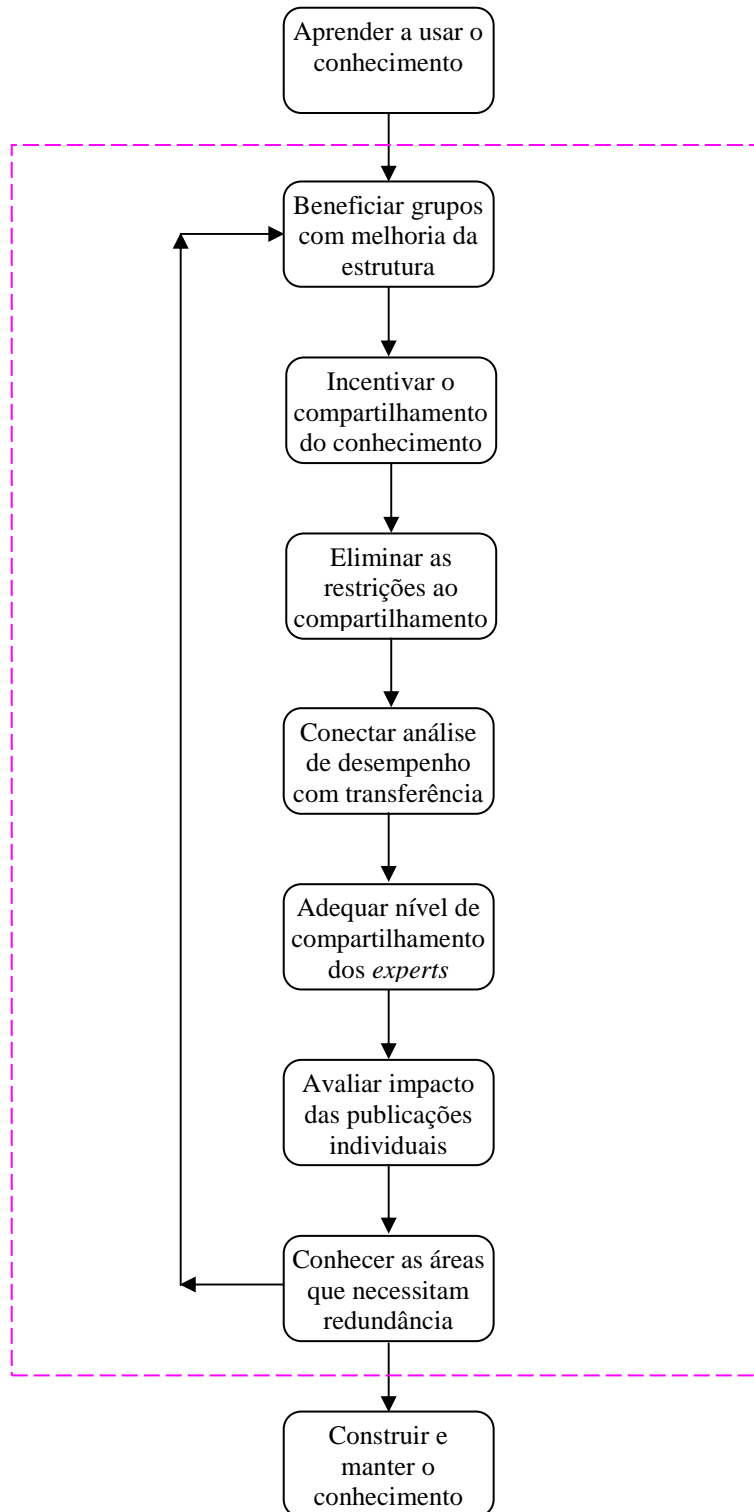 Aprender a usar o
conhecimento
Beneficiar grupos
com melhoria da
estrutura
Incentivar o
compartilhamento
do conhecimento
Eliminar as
restrições ao
compartilhamento
Conectar análise
de desempenho
com transferência
Adequar nível de
compartilhamento
dos experts
Avaliar impacto
das publicações
individuais
Conhecer as áreas
que necessitam
redundância
Construir e
manter o
conhecimento